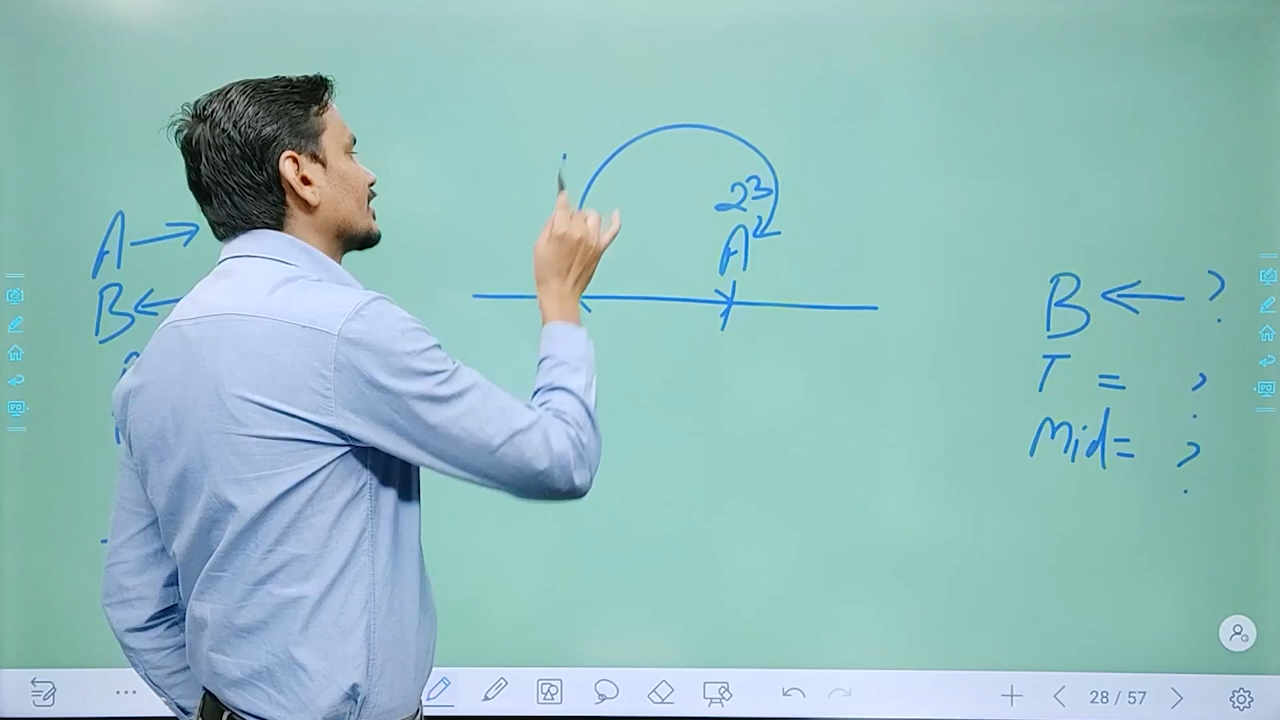 23
A →
A
B ←
B ← ?
T = ?
Mid = ?
28 / 57